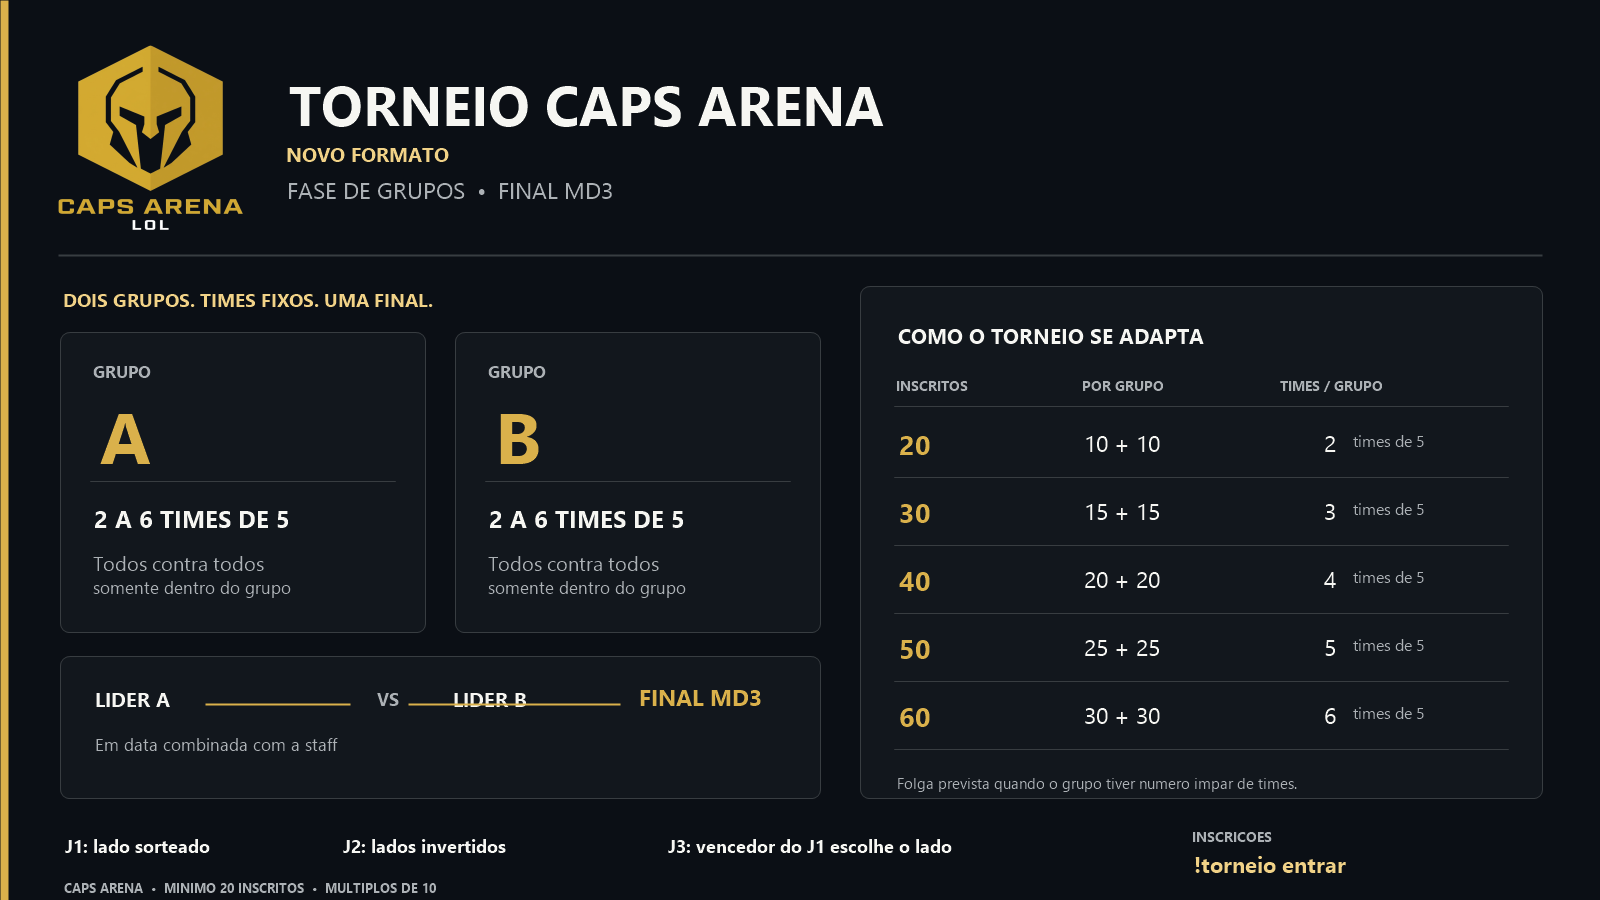 CAPS ARENA
LOL
TORNEIO CAPS ARENA
NOVO FORMATO
FASE DE GRUPOS • FINAL MD3
DOIS GRUPOS. TIMES FIXOS. UMA FINAL.
GRUPO
A
2 A 6 TIMES DE 5
Todos contra todos
somente dentro do grupo
GRUPO
B
2 A 6 TIMES DE 5
Todos contra todos
somente dentro do grupo
LIDER A VS LIDER B FINAL MD3
Em data combinada com a staff
COMO O TORNEIO SE ADAPTA
INSCRITOS POR GRUPO TIMES / GRUPO
20 10 + 10 2 times de 5
30 15 + 15 3 times de 5
40 20 + 20 4 times de 5
50 25 + 25 5 times de 5
60 30 + 30 6 times de 5
Folga prevista quando o grupo tiver numero impar de times.
J1: lado sorteado J2: lados invertidos J3: vencedor do J1 escolhe o lado
INSCRICOES
!torneio entrar
CAPS ARENA • MINIMO 20 INSCRITOS • MULTIPLOS DE 10